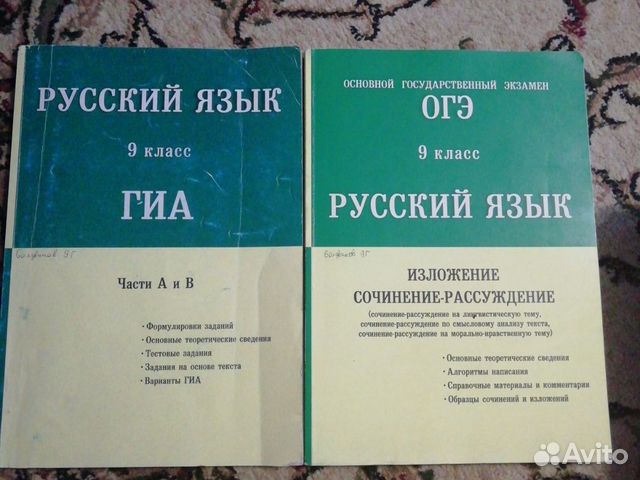 РУССКИЙ ЯЗЫК
9 класс
ГИА
Части А и В
· Формулировки заданий
· Основные теоретические сведения
· Тестовые задания
· Задания на основе текста
· Варианты ГИА
ОСНОВНОЙ ГОСУДАРСТВЕННЫЙ ЭКЗАМЕН
ОГЭ
9 класс
РУССКИЙ ЯЗЫК
9Г
ИЗЛОЖЕНИЕ
СОЧИНЕНИЕ-РАССУЖДЕНИЕ
(сочинение-рассуждение на лингвистическую тему,
сочинение-рассуждение по смысловому анализу текста,
сочинение-рассуждение на морально-нравственную тему)
· Основные теоретические сведения
· Алгоритмы написания
· Справочные материалы и комментарии
· Образцы сочинений и изложений
Avito